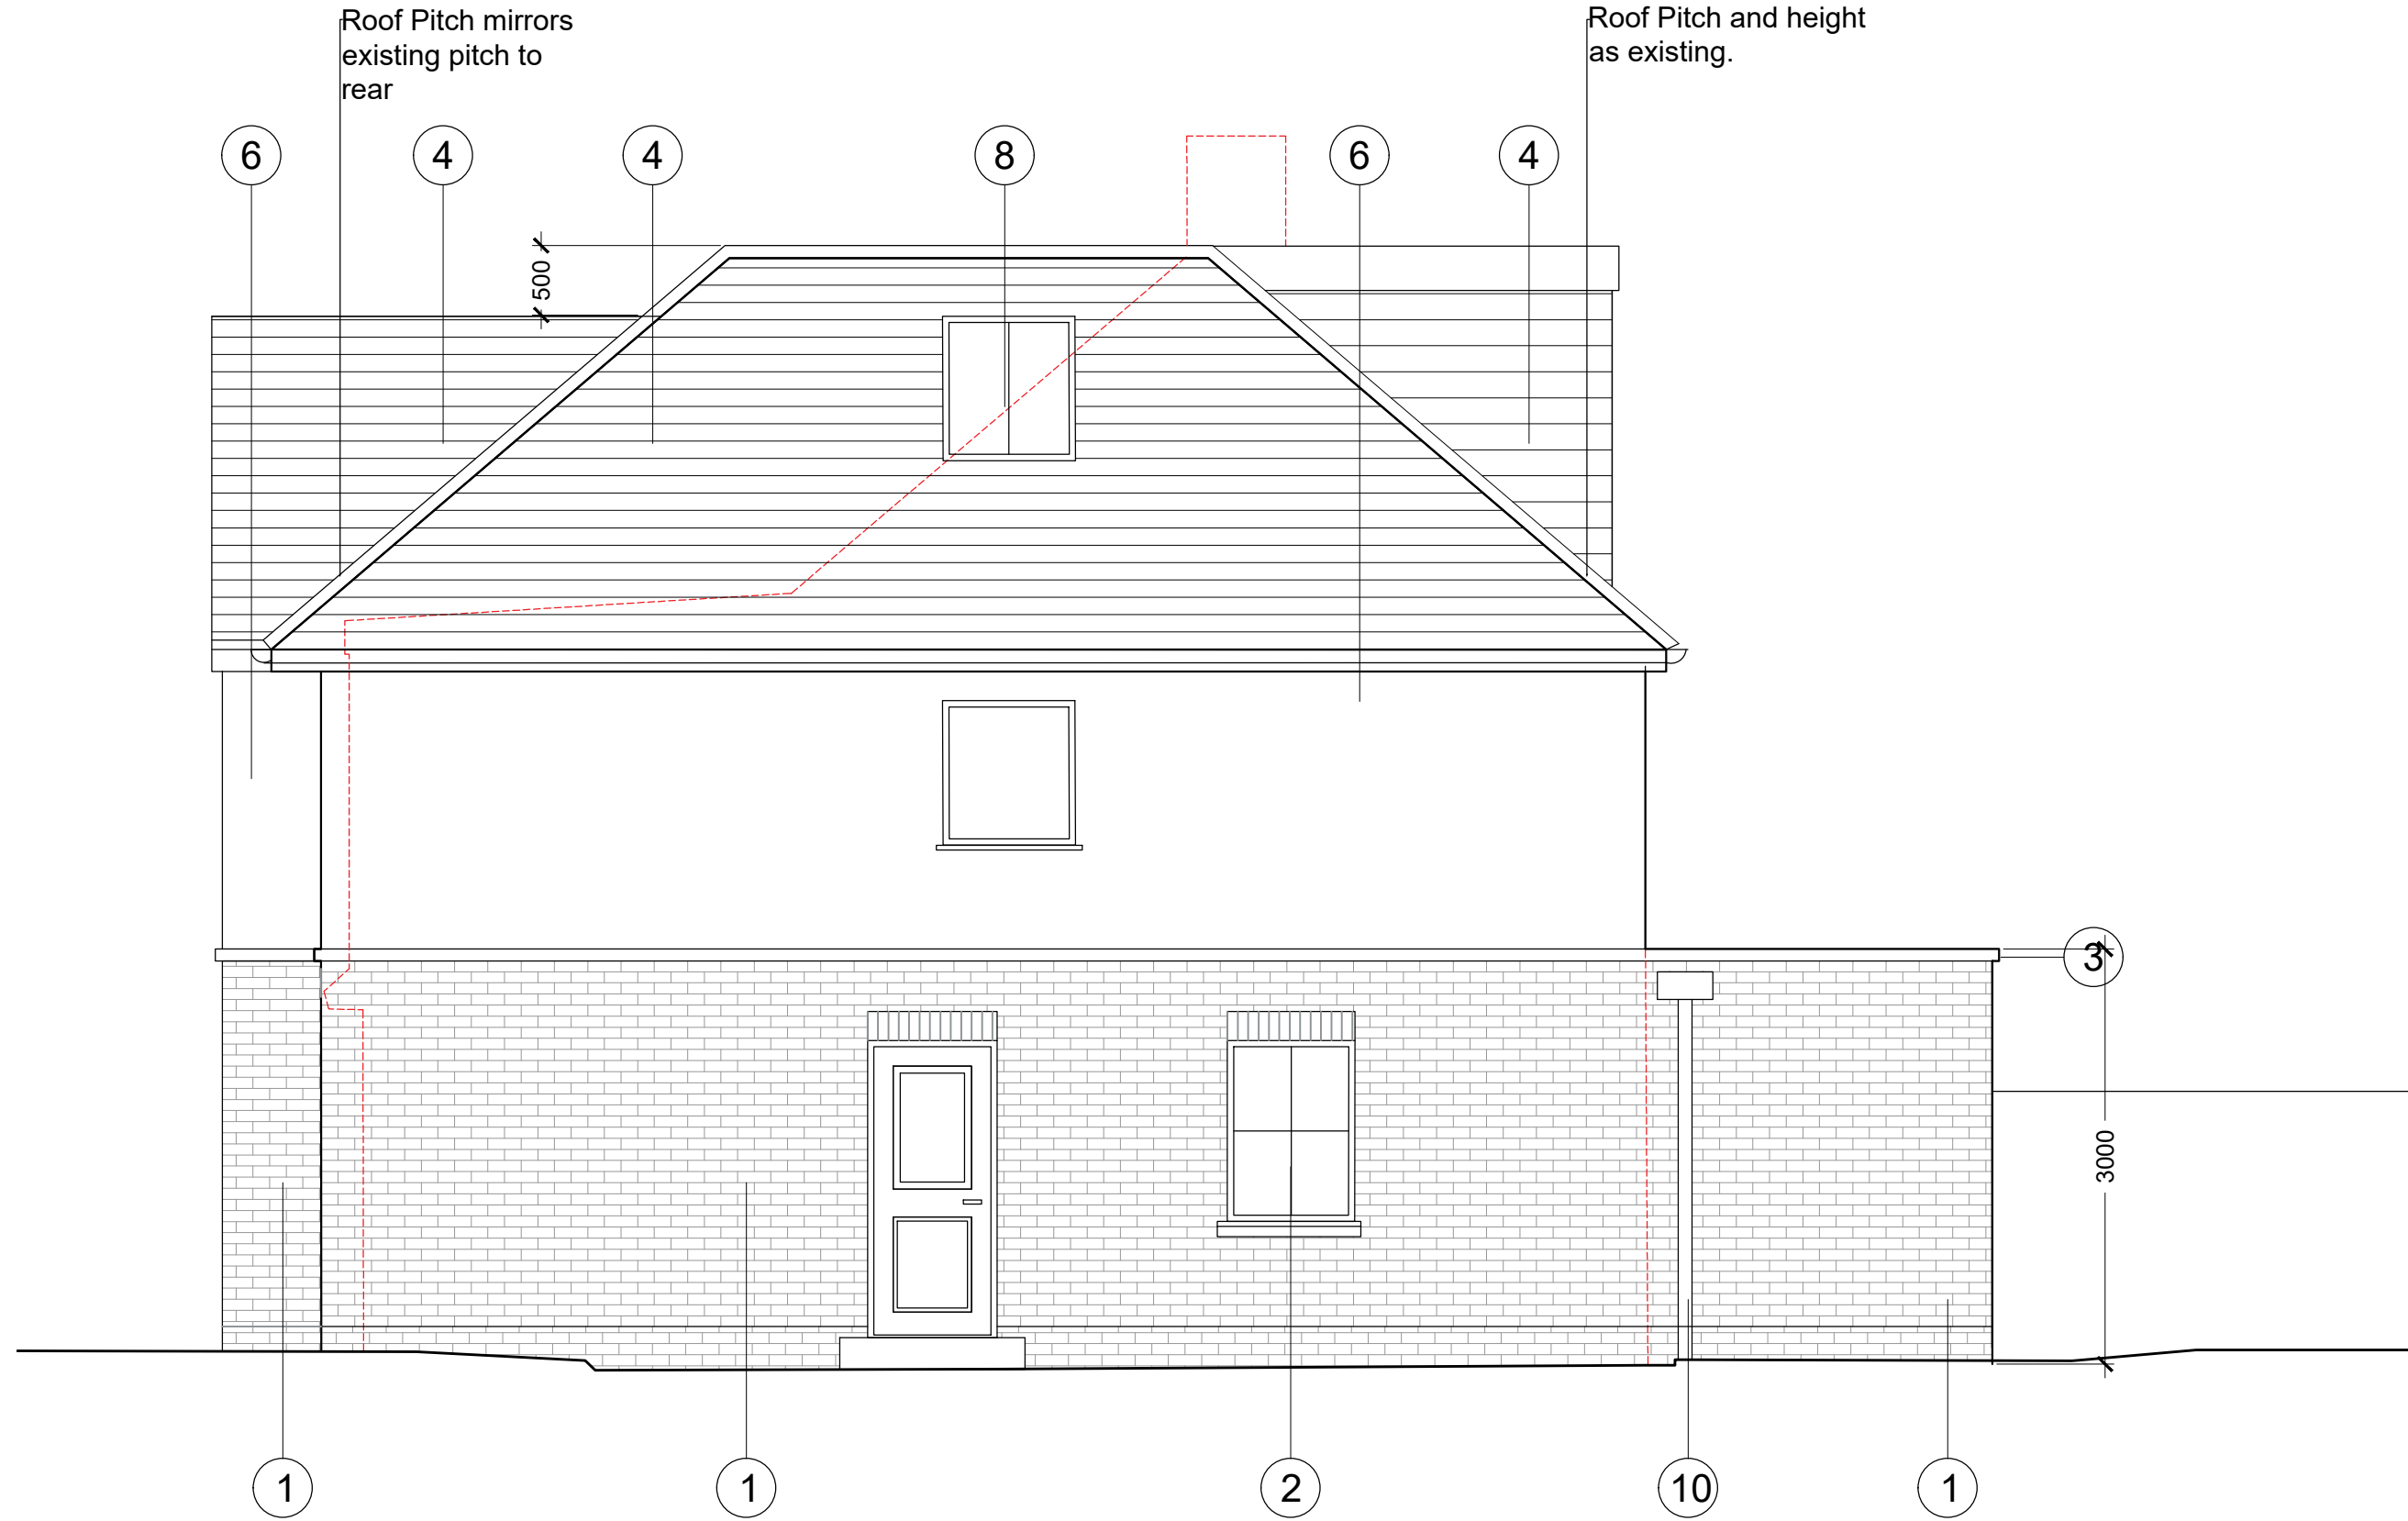 Roof Pitch mirrors
existing pitch to
rear
Roof Pitch and height
as existing.
6
4
4
8
6
4
500
3
3000
1
1
2
10
1